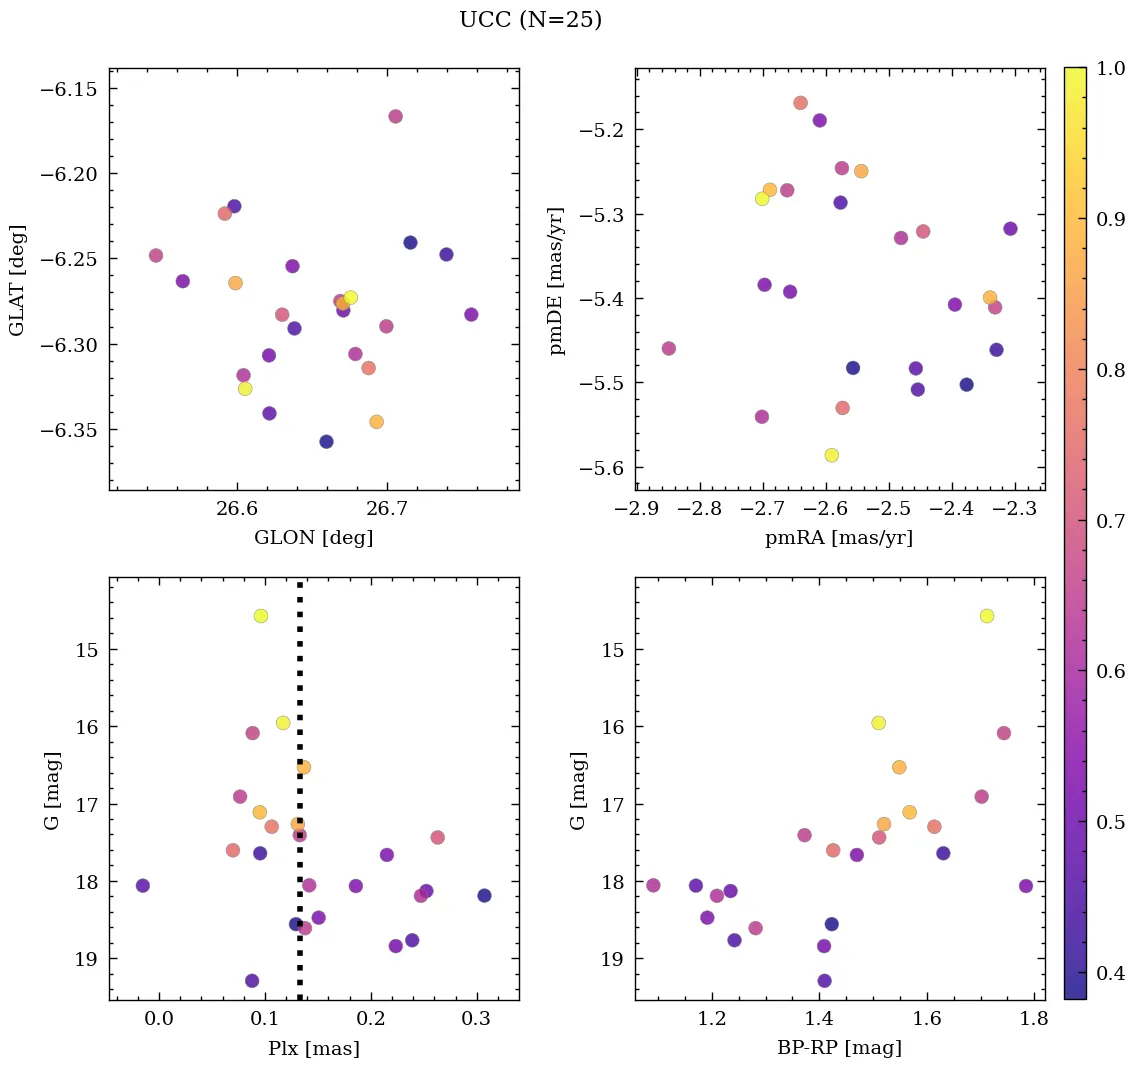 UCC (N=25)
−6.15
−6.20
−6.25
−6.30
−6.35
GLAT [deg]
26.6 26.7
GLON [deg]
−5.2
−5.3
−5.4
−5.5
−5.6
pmDE [mas/yr]
−2.9 −2.8 −2.7 −2.6 −2.5 −2.4 −2.3
pmRA [mas/yr]
15
16
17
18
19
G [mag]
0.0 0.1 0.2 0.3
Plx [mas]
15
16
17
18
19
G [mag]
1.2 1.4 1.6 1.8
BP-RP [mag]
1.0
0.9
0.8
0.7
0.6
0.5
0.4